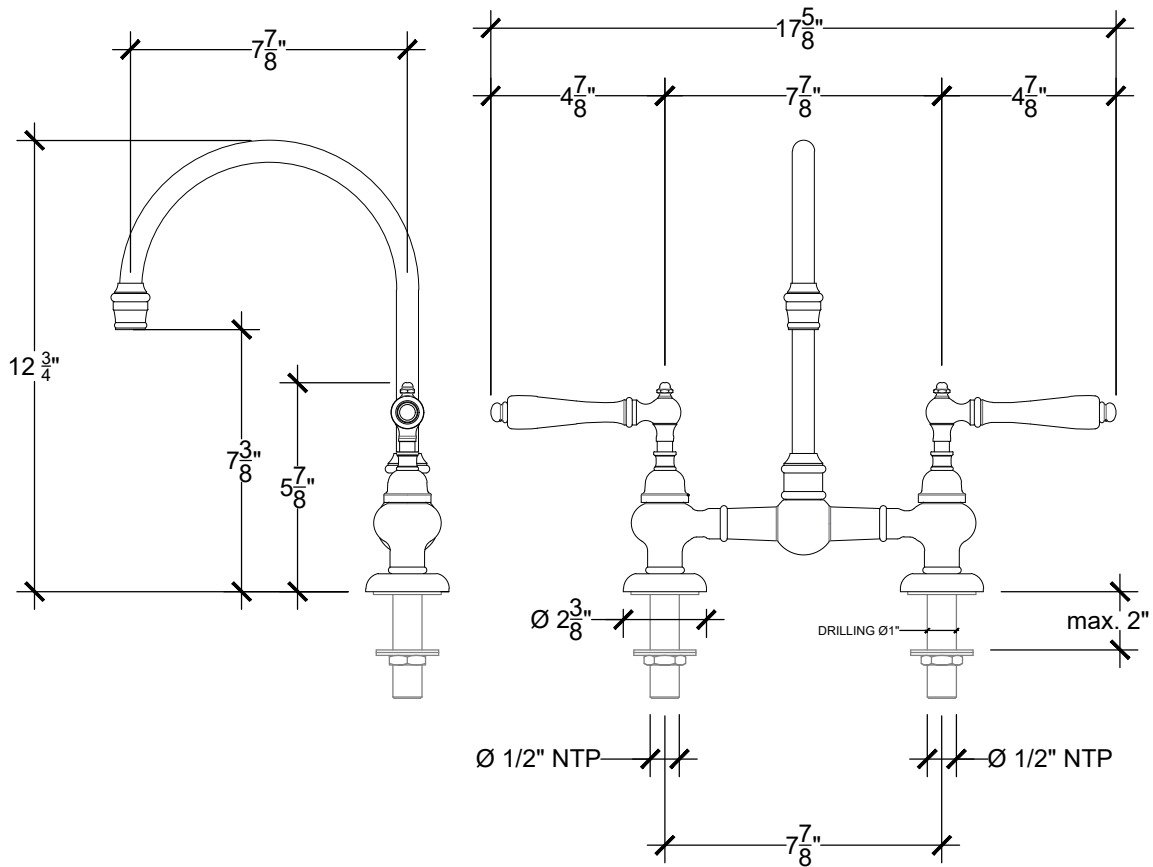 17 5/8"
7 7/8"
4 7/8"
7 7/8"
4 7/8"
12 3/4"
7 3/8"
5 7/8"
Ø 2 3/8"
DRILLING Ø1"
max. 2"
Ø 1/2" NTP
Ø 1/2" NTP
7 7/8"